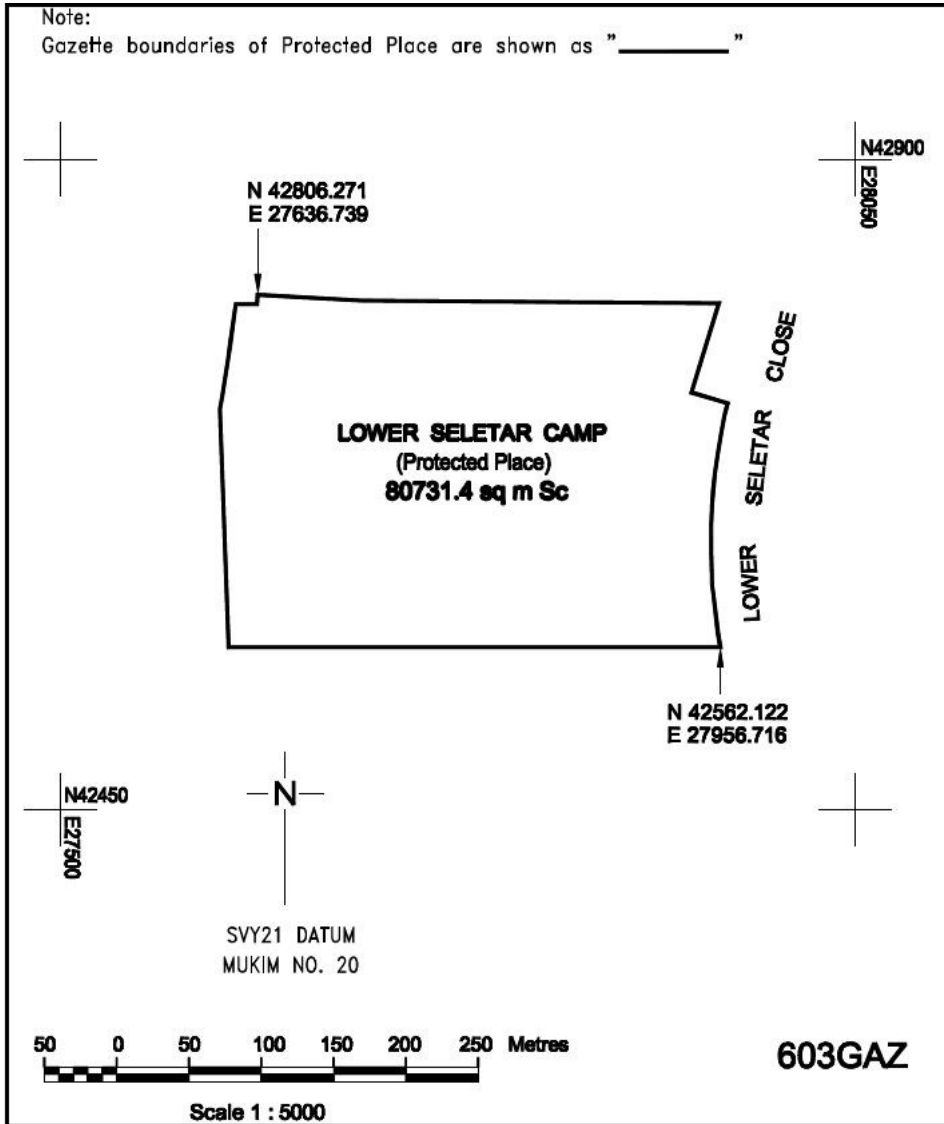 Note:
Gazette boundaries of Protected Place are shown as "________"
N42900
E28050
N 42806.271
E 27636.739
LOWER SELETAR CLOSE
LOWER SELETAR CAMP
(Protected Place)
80731.4 sq m Sc
N 42562.122
E 27956.716
N42450
E27500
N
SVY21 DATUM
MUKIM NO. 20
50 0 50 100 150 200 250 Metres
Scale 1 : 5000
603GAZ